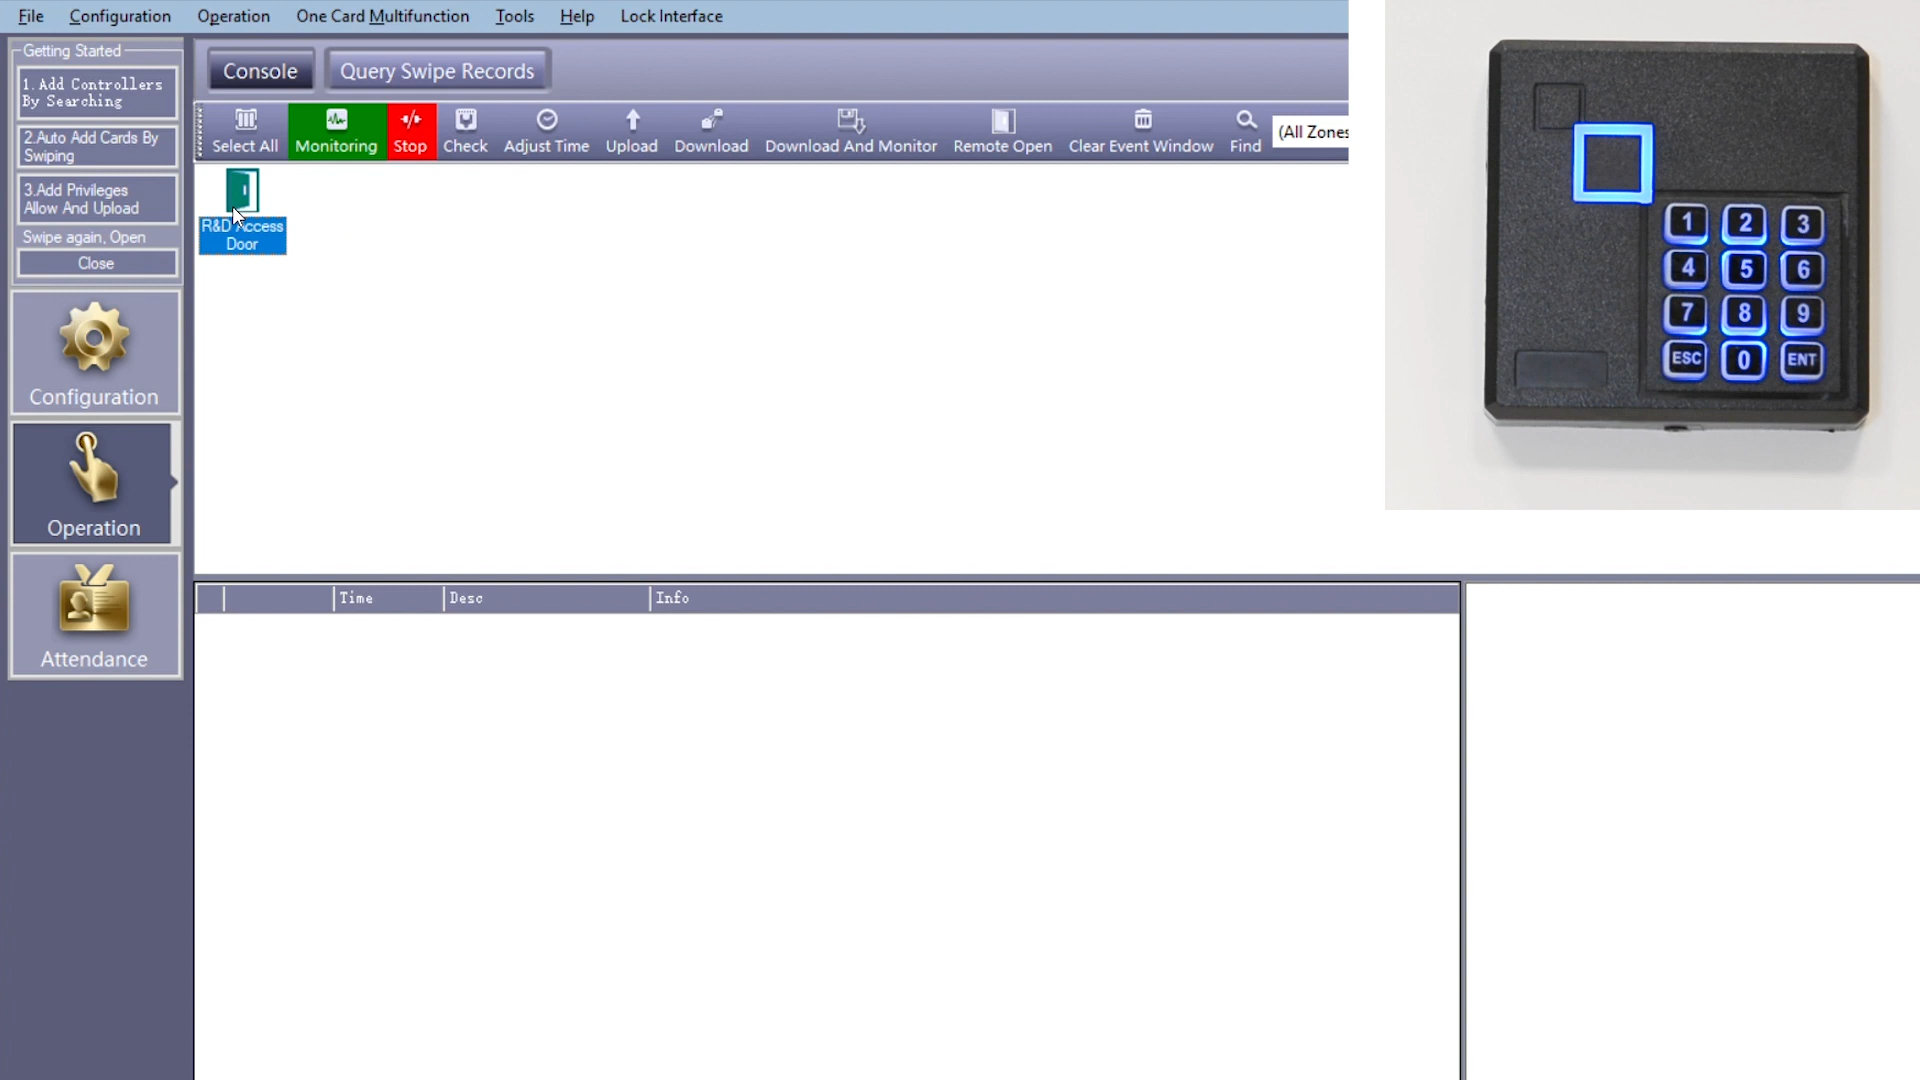 File Configuration Operation One Card Multifunction Tools Help Lock Interface
Getting Started
1.Add Controllers
By Searching
2.Auto Add Cards By
Swiping
3.Add Privileges
Allow And Upload
Swipe again, Open
Close
Configuration
Operation
Attendance
Console Query Swipe Records
Select All Monitoring Stop Check Adjust Time Upload Download Download And Monitor Remote Open Clear Event Window Find (All Zones
R&D Access
Door
Time Desc Info
1 2 3
4 5 6
7 8 9
ESC 0 ENT